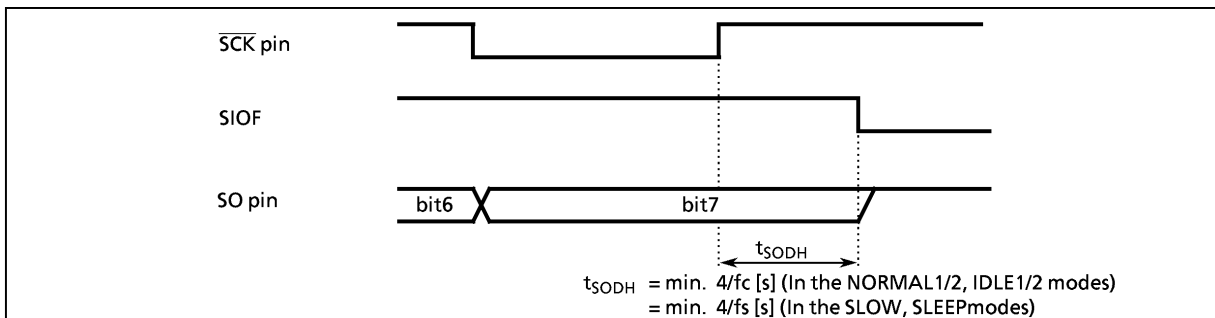 SCK pin
SIOF
SO pin
bit6
bit7
tSODH
tSODH = min. 4/fc [s] (In the NORMAL1/2, IDLE1/2 modes)
= min. 4/fs [s] (In the SLOW, SLEEPmodes)